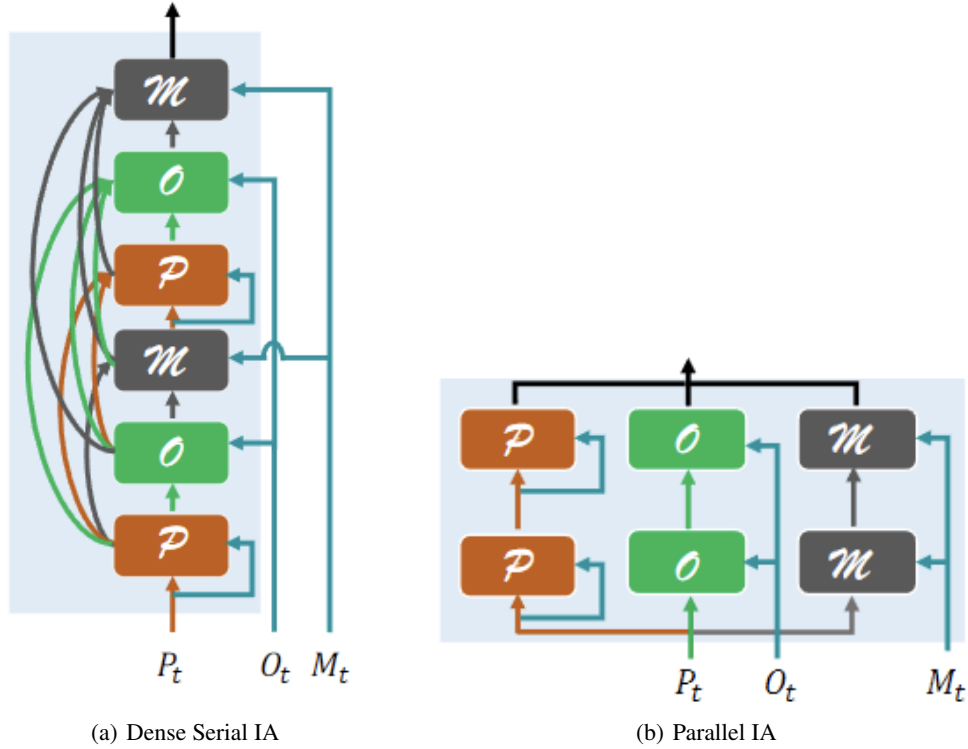 M
O
P
M
O
P
P_t O_t M_t
(a) Dense Serial IA
P O M
P O M
P_t O_t M_t
(b) Parallel IA